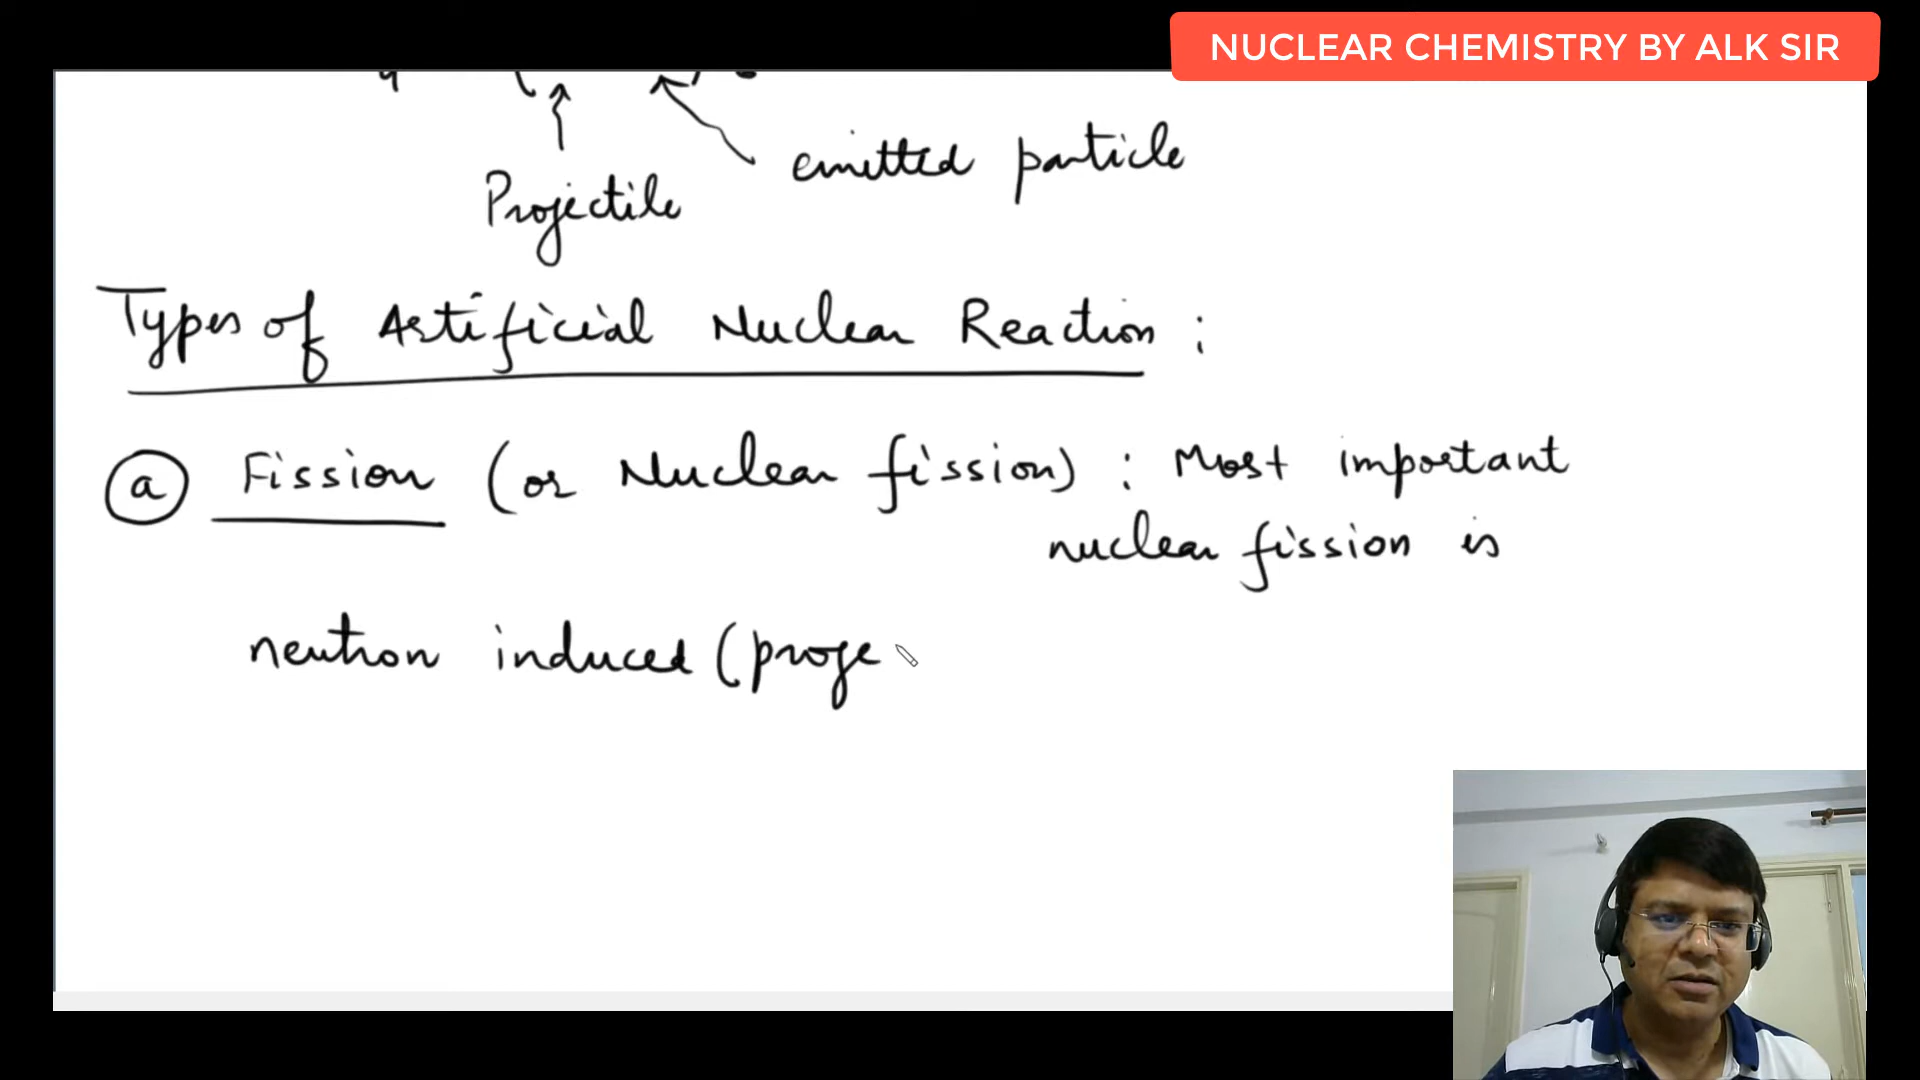 NUCLEAR CHEMISTRY BY ALK SIR
emitted particle
Projectile
Types of Artificial Nuclear Reaction :
(a) Fission (or Nuclear fission) : Most important
nuclear fission is
neutron induced (proje